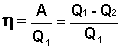 η = A / Q₁ = Q₁ - Q₂ / Q₁